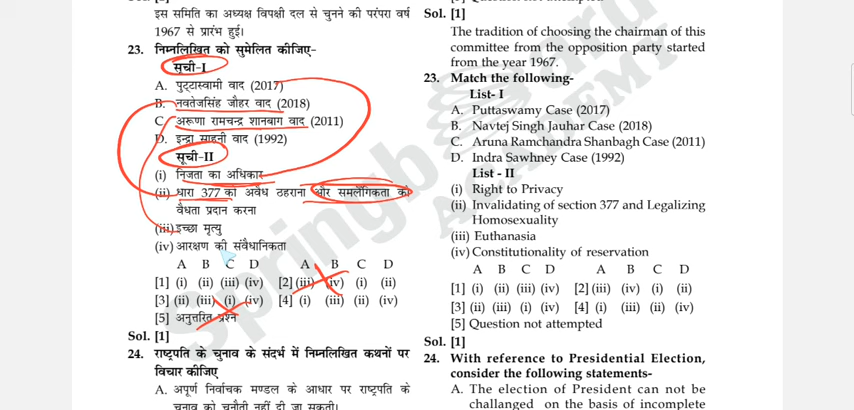 इस समिति का अध्यक्ष विपक्षी दल से चुनने की परंपरा वर्ष
1967 से प्रारंभ हुई।
23. निम्नलिखित को सुमेलित कीजिए-
सूची-I
A. पुट्टास्वामी वाद (2017)
B. नवतेजसिंह जौहर वाद (2018)
C. अरूणा रामचन्द्र शानबाग वाद (2011)
D. इन्द्रा साहनी वाद (1992)
सूची-II
(i) निजता का अधिकार
(ii) धारा 377 को अवैध ठहराना और समलैंगिकता को
वैधता प्रदान करना
(iii) इच्छा मृत्यु
(iv) आरक्षण की संवैधानिकता
A B C D A B C D
[1] (i) (ii) (iii) (iv) [2] (iii) (iv) (i) (ii)
[3] (ii) (iii) (i) (iv) [4] (i) (iii) (ii) (iv)
[5] अनुत्तरित प्रश्न
Sol. [1]
24. राष्ट्रपति के चुनाव के संदर्भ में निम्नलिखित कथनों पर
विचार कीजिए
A. अपूर्ण निर्वाचक मण्डल के आधार पर राष्ट्रपति के
चुनाव को चुनौती नहीं दी जा सकती।
Sol. [1]
The tradition of choosing the chairman of this
committee from the opposition party started
from the year 1967.
23. Match the following-
List- I
A. Puttaswamy Case (2017)
B. Navtej Singh Jauhar Case (2018)
C. Aruna Ramchandra Shanbagh Case (2011)
D. Indra Sawhney Case (1992)
List - II
(i) Right to Privacy
(ii) Invalidating of section 377 and Legalizing
Homosexuality
(iii) Euthanasia
(iv) Constitutionality of reservation
A B C D A B C D
[1] (i) (ii) (iii) (iv) [2] (iii) (iv) (i) (ii)
[3] (ii) (iii) (i) (iv) [4] (i) (iii) (ii) (iv)
[5] Question not attempted
Sol. [1]
24. With reference to Presidential Election,
consider the following statements-
A. The election of President can not be
challanged on the basis of incomplete
Springboard
ACADEMY